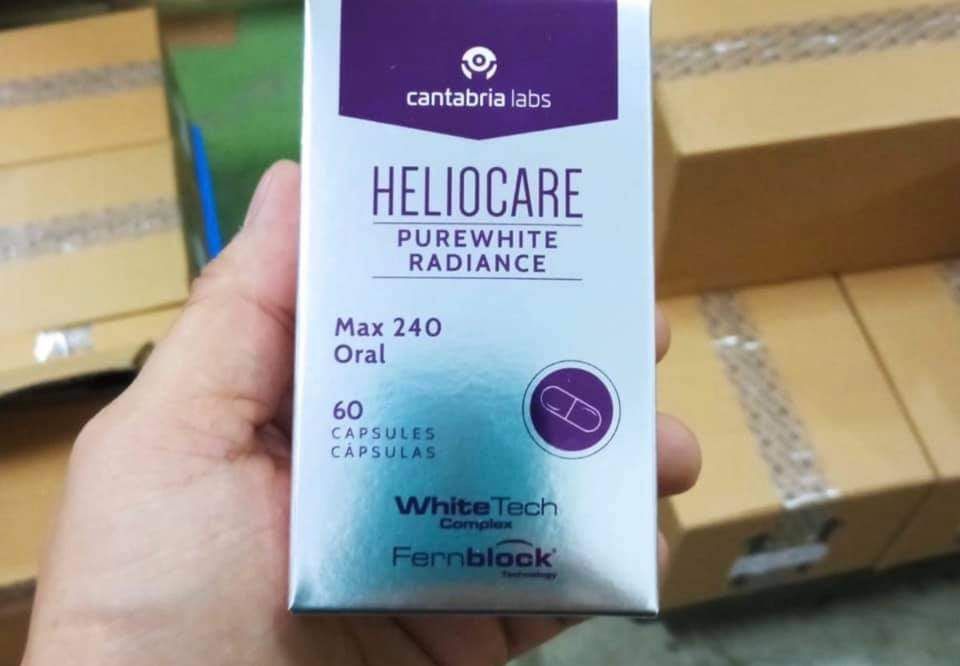 cantabria labs
HELIOCARE
PUREWHITE
RADIANCE
Max 240
Oral
60
CAPSULES
CÁPSULAS
WhiteTech
Complex
Fernblock®
Technology